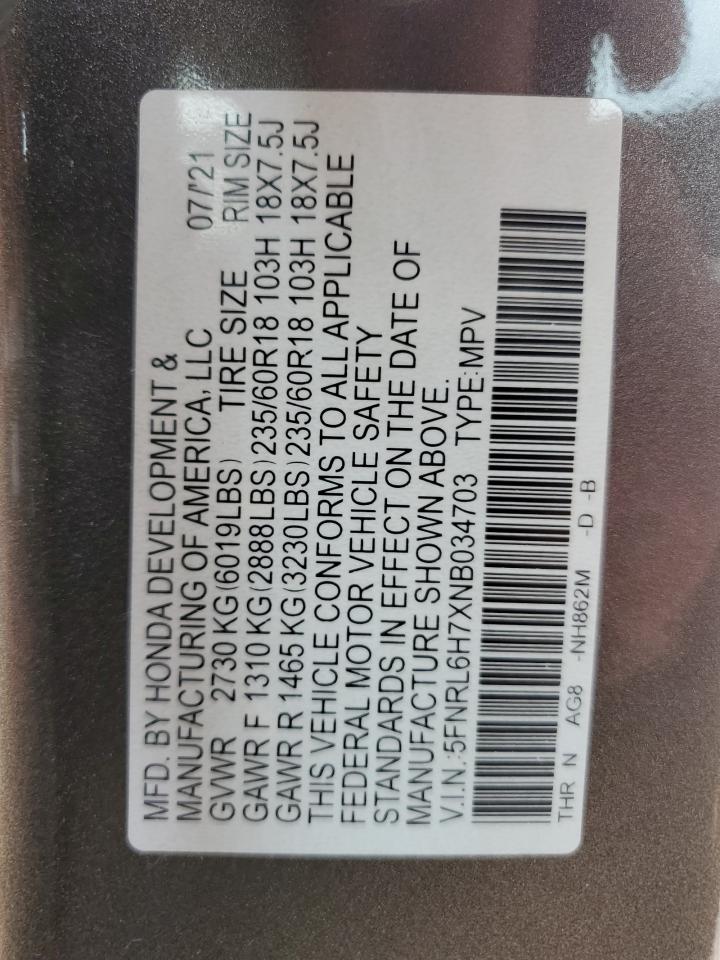 MFD. BY HONDA DEVELOPMENT &
MANUFACTURING OF AMERICA, LLC 07/'21
GVWR 2730 KG (6019LBS) TIRE SIZE RIM SIZE
GAWR F 1310 KG (2888LBS) 235/60R18 103H 18X7.5J
GAWR R 1465 KG (3230LBS) 235/60R18 103H 18X7.5J
THIS VEHICLE CONFORMS TO ALL APPLICABLE
FEDERAL MOTOR VEHICLE SAFETY
STANDARDS IN EFFECT ON THE DATE OF
MANUFACTURE SHOWN ABOVE.
V.I.N.:5FNRL6H7XNB034703 TYPE:MPV
THR N AG8 -NH862M -D -B